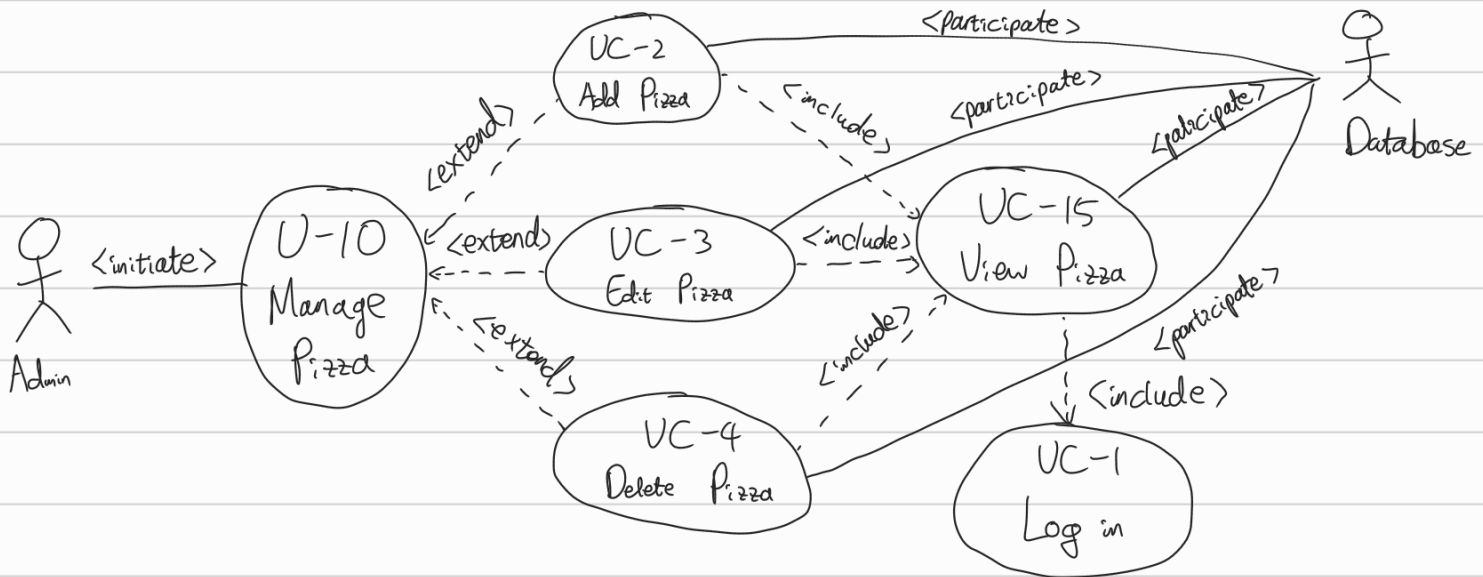 <participate>
UC-2
Add Pizza
<include>
<participate>
<paticipate>
Database
<extend>
UC-15
View Pizza
U-10
Manage
Pizza
<initiate>
Admin
<extend>
UC-3
Edit Pizza
<include>
<extend>
<include>
<participate>
UC-4
Delete Pizza
<include>
UC-1
Log in